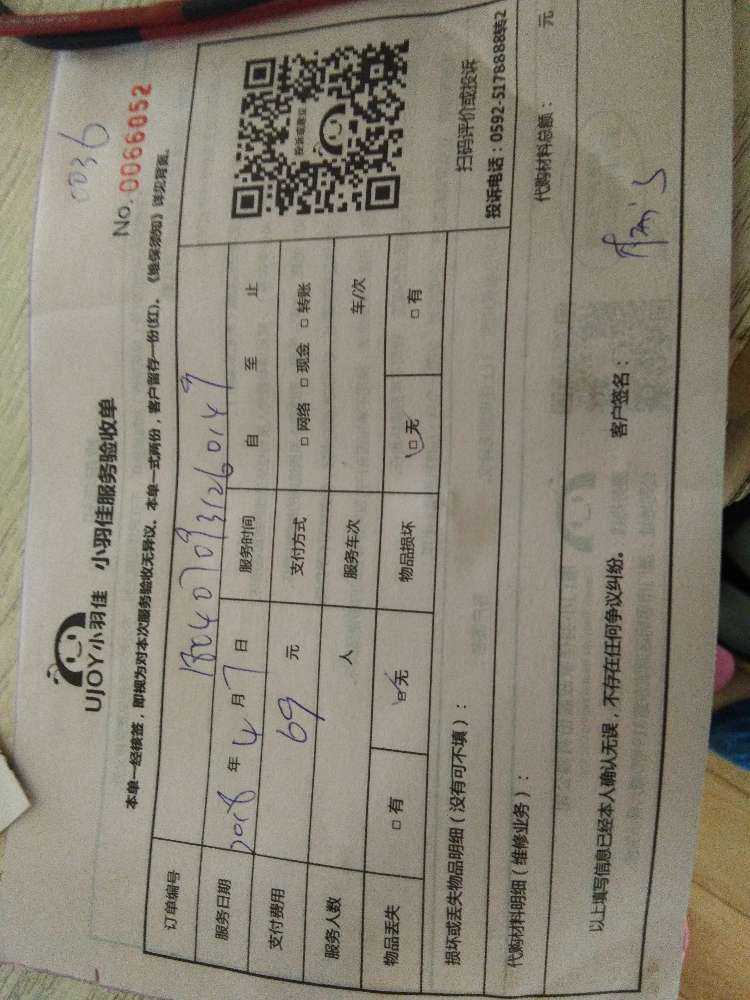 0036
No.0066052
UJOY小羽佳 小羽佳服务验收单
本单一经核签，即视为对本次服务验收无异议。本单一式两份，客户留存一份(红)。《维保须知》详见背面。
订单编号 1804070931260149
服务日期 2018 年 4 月 7 日 服务时间 自 至 止
支付费用 69 元 支付方式 □ 网络 □ 现金 □ 转账
服务人数 人 服务车次 车/次
物品丢失 □ 有 □ 无 物品损坏 □ 无 □ 有
扫码评价或投诉
投诉电话：0592-5178888转2
损坏或丢失物品明细（没有可不填）：
代购材料明细（维修业务）： 代购材料总额： 元
以上填写信息已经本人确认无误，不存在任何争议纠纷。 客户签名：